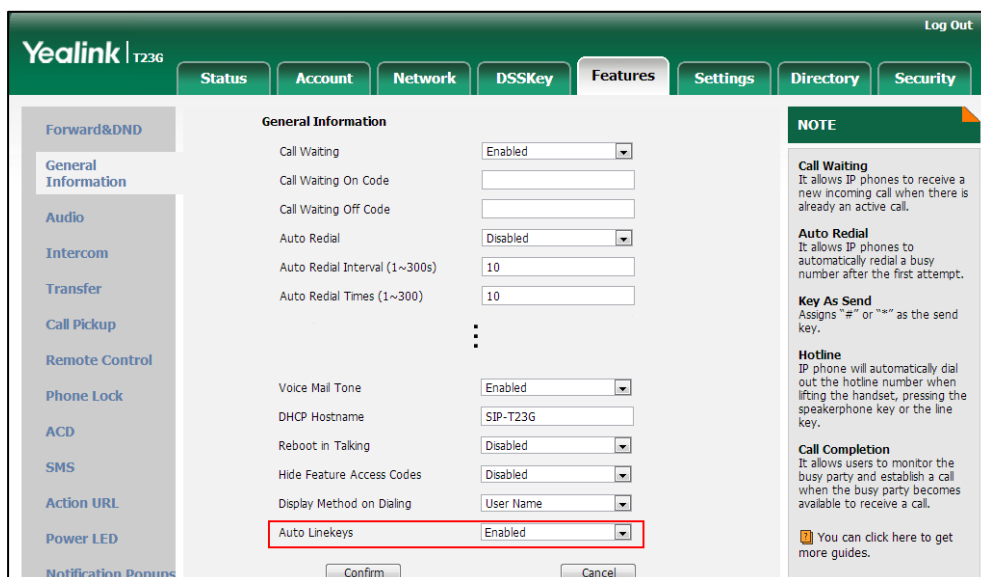 Log Out
Yealink T23G
Status Account Network DSSKey Features Settings Directory Security
Forward&DND
General
Information
Audio
Intercom
Transfer
Call Pickup
Remote Control
Phone Lock
ACD
SMS
Action URL
Power LED
Notification Popups
General Information
Call Waiting Enabled
Call Waiting On Code
Call Waiting Off Code
Auto Redial Disabled
Auto Redial Interval (1~300s) 10
Auto Redial Times (1~300) 10
Voice Mail Tone Enabled
DHCP Hostname SIP-T23G
Reboot in Talking Disabled
Hide Feature Access Codes Disabled
Display Method on Dialing User Name
Auto Linekeys Enabled
Confirm Cancel
NOTE
Call Waiting
It allows IP phones to receive a
new incoming call when there is
already an active call.
Auto Redial
It allows IP phones to
automatically redial a busy
number after the first attempt.
Key As Send
Assigns "#" or "*" as the send
key.
Hotline
IP phone will automatically dial
out the hotline number when
lifting the handset, pressing the
speakerphone key or the line
key.
Call Completion
It allows users to monitor the
busy party and establish a call
when the busy party becomes
available to receive a call.
You can click here to get
more guides.